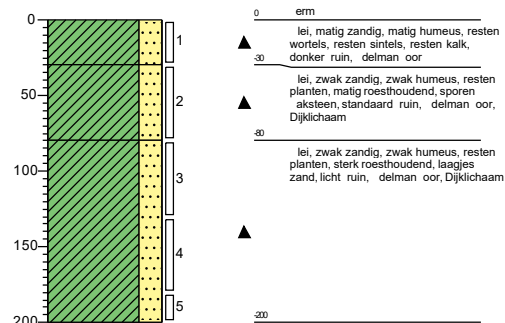 0
50
100
150
200
1
2
3
4
5
0 erm
lei, matig zandig, matig humeus, resten
wortels, resten sintels, resten kalk,
donker ruin, delman oor
-30
lei, zwak zandig, zwak humeus, resten
planten, matig roesthoudend, sporen
aksteen, standaard ruin, delman oor,
Dijklichaam
-80
lei, zwak zandig, zwak humeus, resten
planten, sterk roesthoudend, laagjes
zand, licht ruin, delman oor, Dijklichaam
-200